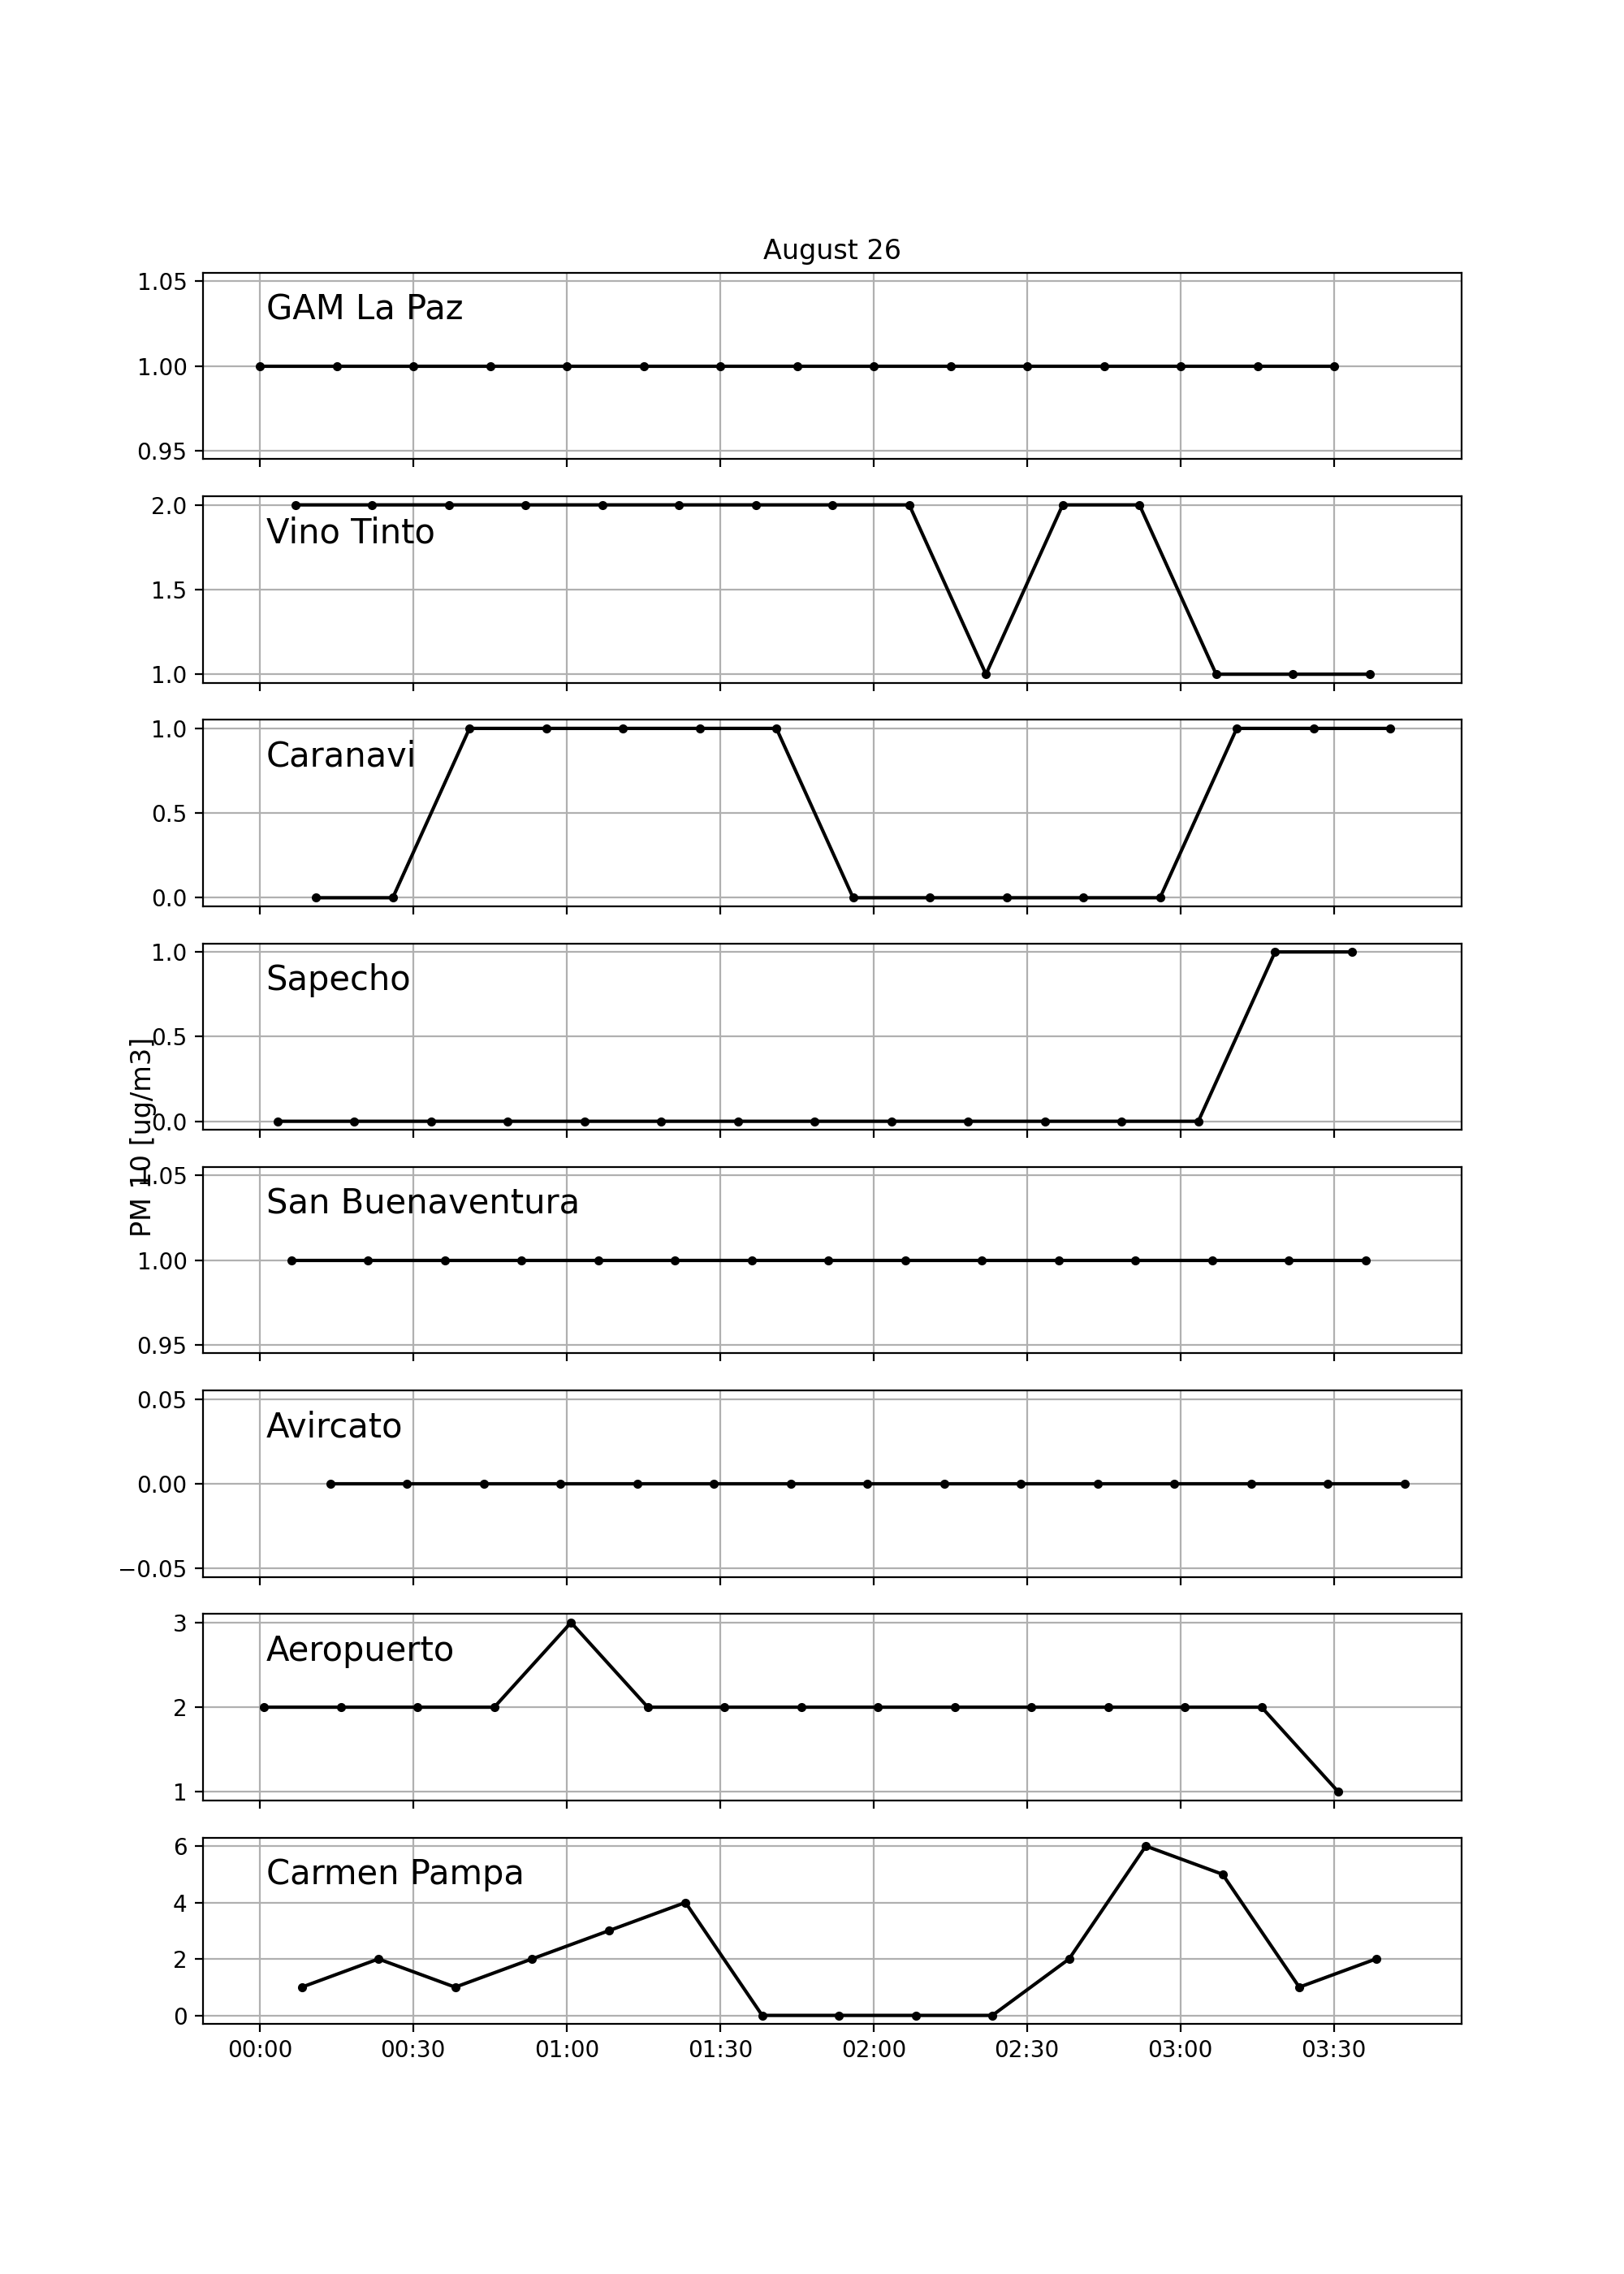 August 26
1.05
GAM La Paz
1.00
0.95
2.0
Vino Tinto
1.5
1.0
1.0
Caranavi
0.5
0.0
1.0
Sapecho
0.5
0.0
PM 10 [ug/m3]
1.05
San Buenaventura
1.00
0.95
0.05
Avircato
0.00
−0.05
3
Aeropuerto
2
1
6
Carmen Pampa
4
2
0
00:00 00:30 01:00 01:30 02:00 02:30 03:00 03:30